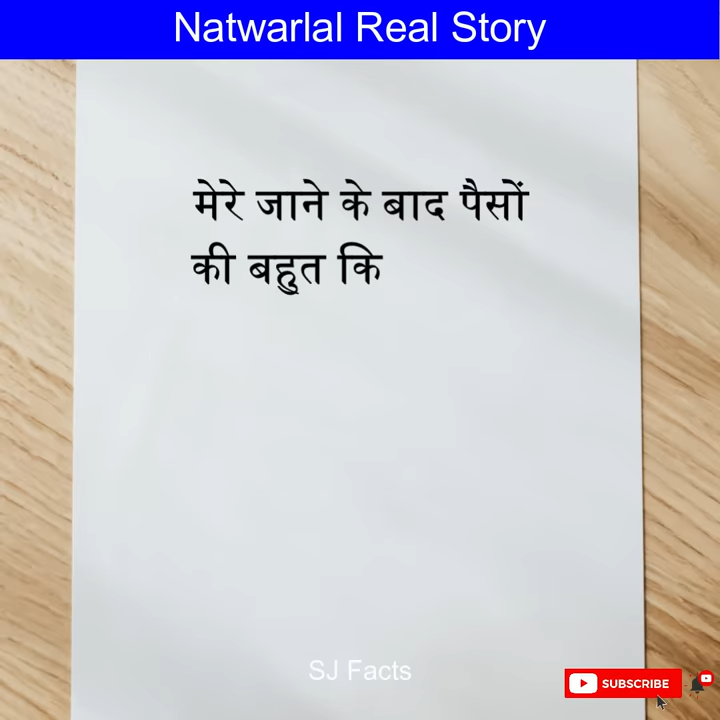 Natwarlal Real Story
मेरे जाने के बाद पैसों
की बहुत कि
SJ Facts
SUBSCRIBE